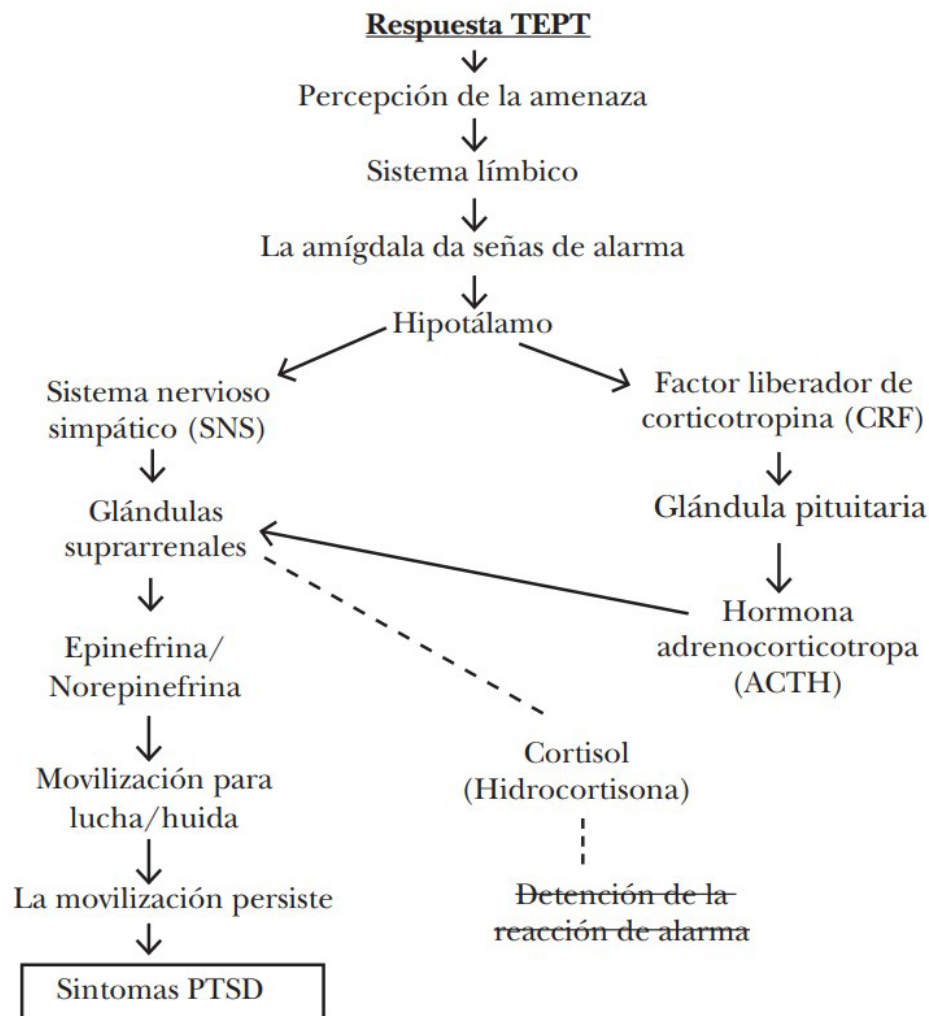 Respuesta TEPT
Percepción de la amenaza
Sistema límbico
La amígdala da señas de alarma
Hipotálamo
Sistema nervioso
simpático (SNS)
Factor liberador de
corticotropina (CRF)
Glándulas
suprarrenales
Glándula pituitaria
Hormona
adrenocorticotropa
(ACTH)
Epinefrina/
Norepinefrina
Movilización para
lucha/huida
Cortisol
(Hidrocortisona)
La movilización persiste
Detención de la
reacción de alarma
Sintomas PTSD